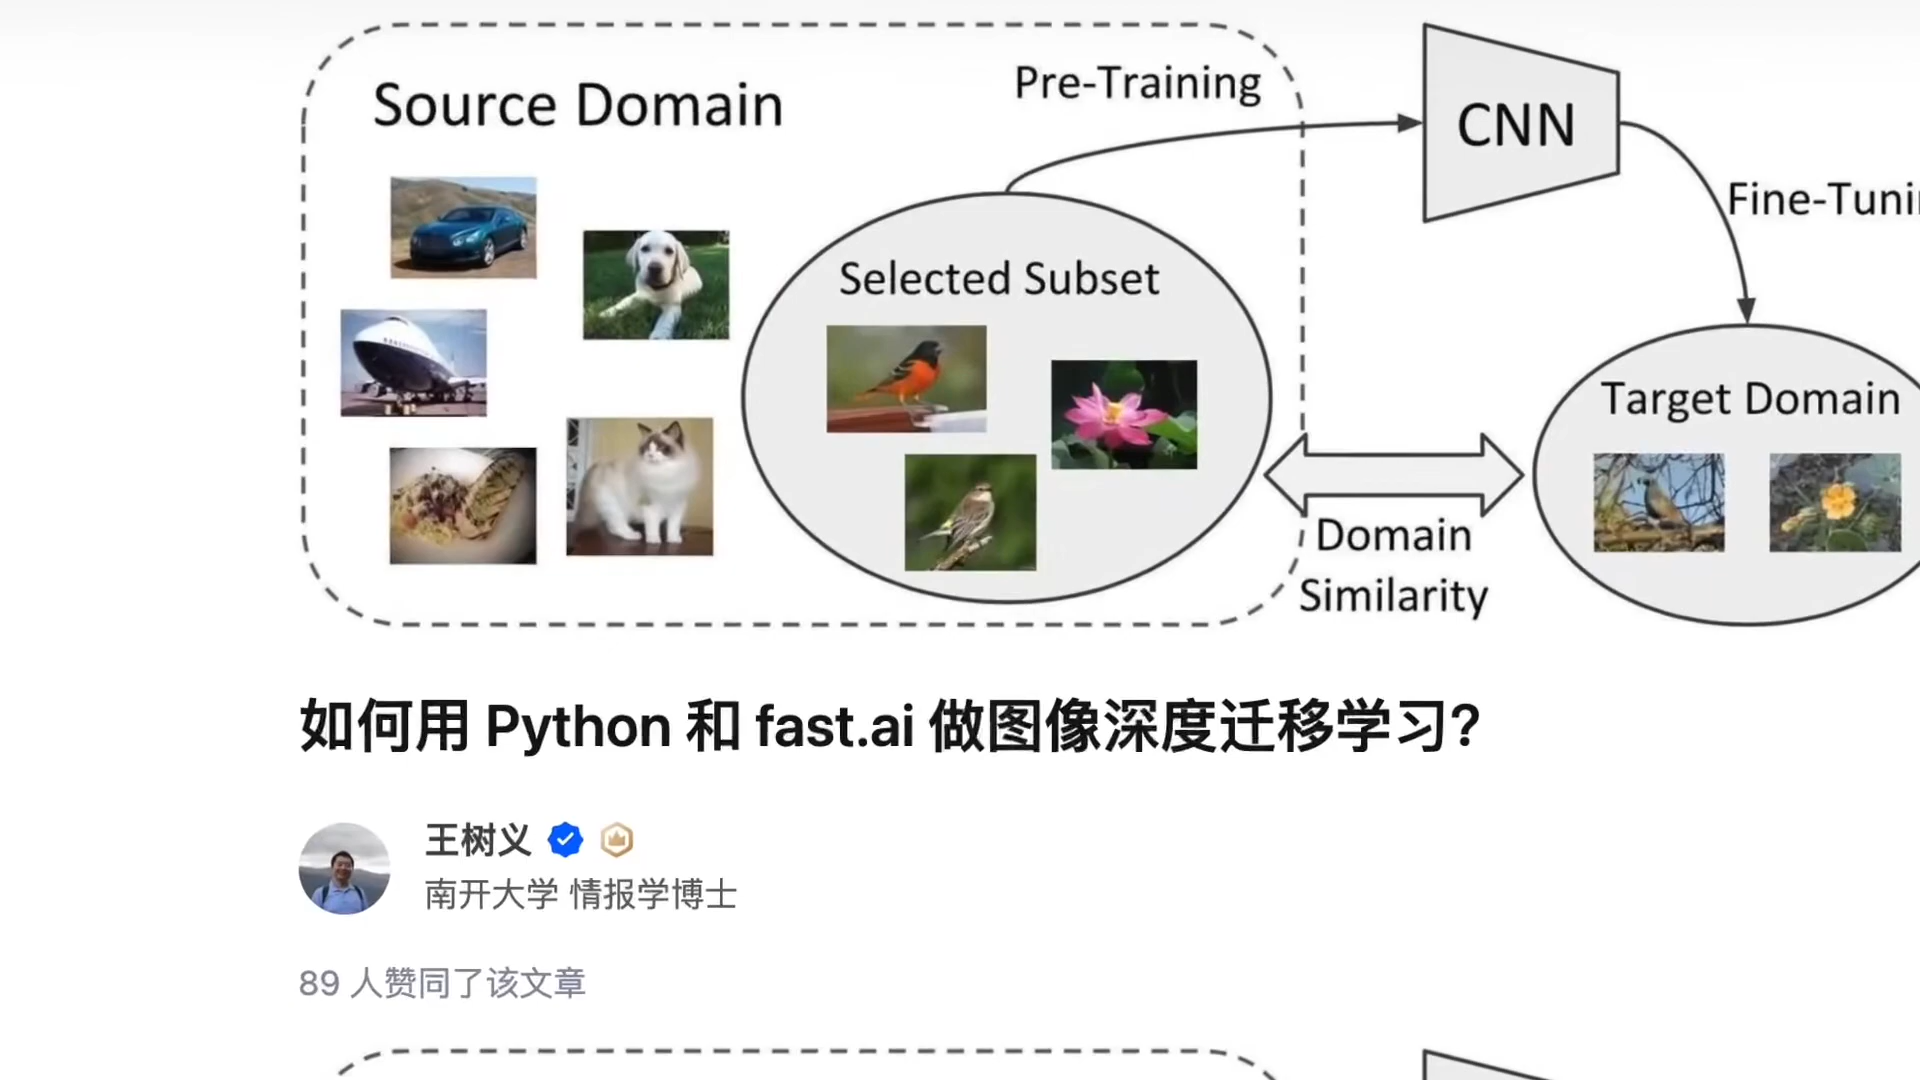 Source Domain
Pre-Training
CNN
Fine-Tuni
Selected Subset
Target Domain
Domain
Similarity
如何用 Python 和 fast.ai 做图像深度迁移学习？
王树义
南开大学 情报学博士
89 人赞同了该文章